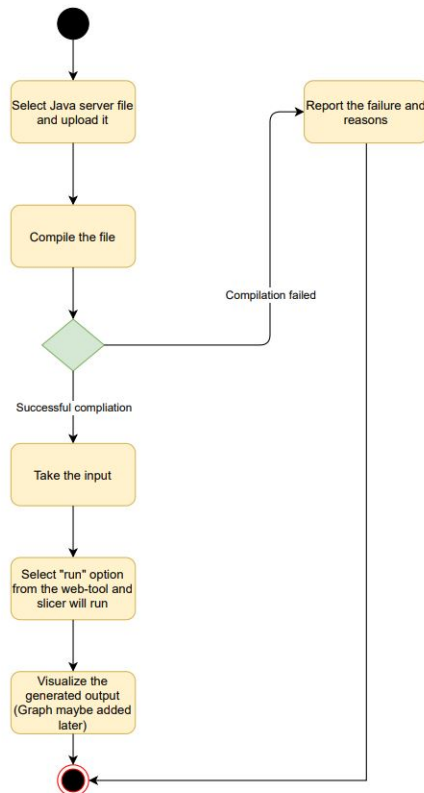 Select Java server file
and upload it
Report the failure and
reasons
Compile the file
Compilation failed
Successful compliation
Take the input
Select "run" option
from the web-tool and
slicer will run
Visualize the
generated output
(Graph maybe added
later)